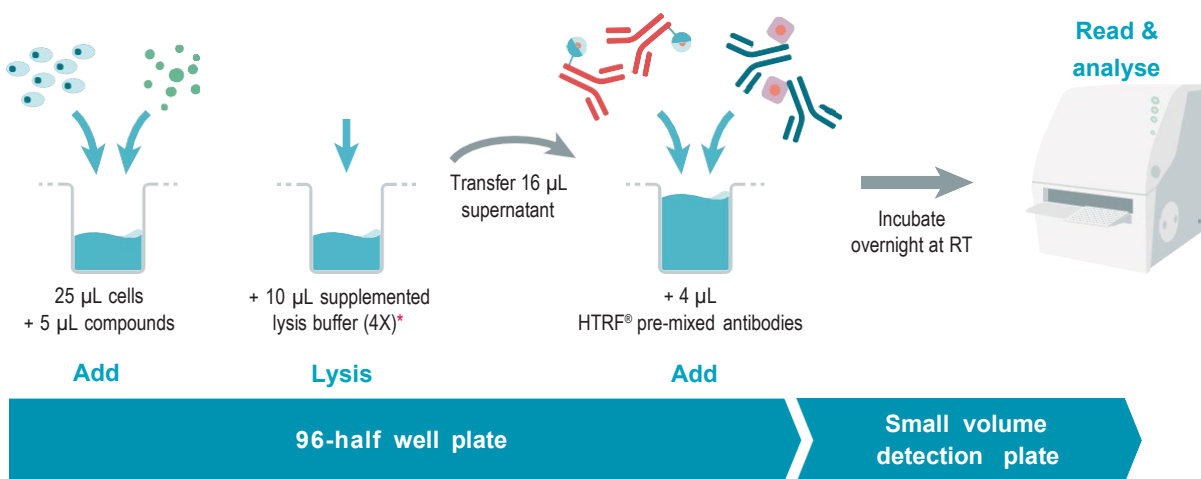 Read &
analyse
Transfer 16 µL
supernatant
Incubate
overnight at RT
25 µL cells
+ 5 µL compounds
+ 10 µL supplemented
lysis buffer (4X)*
+ 4 µL
HTRF® pre-mixed antibodies
Add
Lysis
Add
96-half well plate
Small volume
detection plate